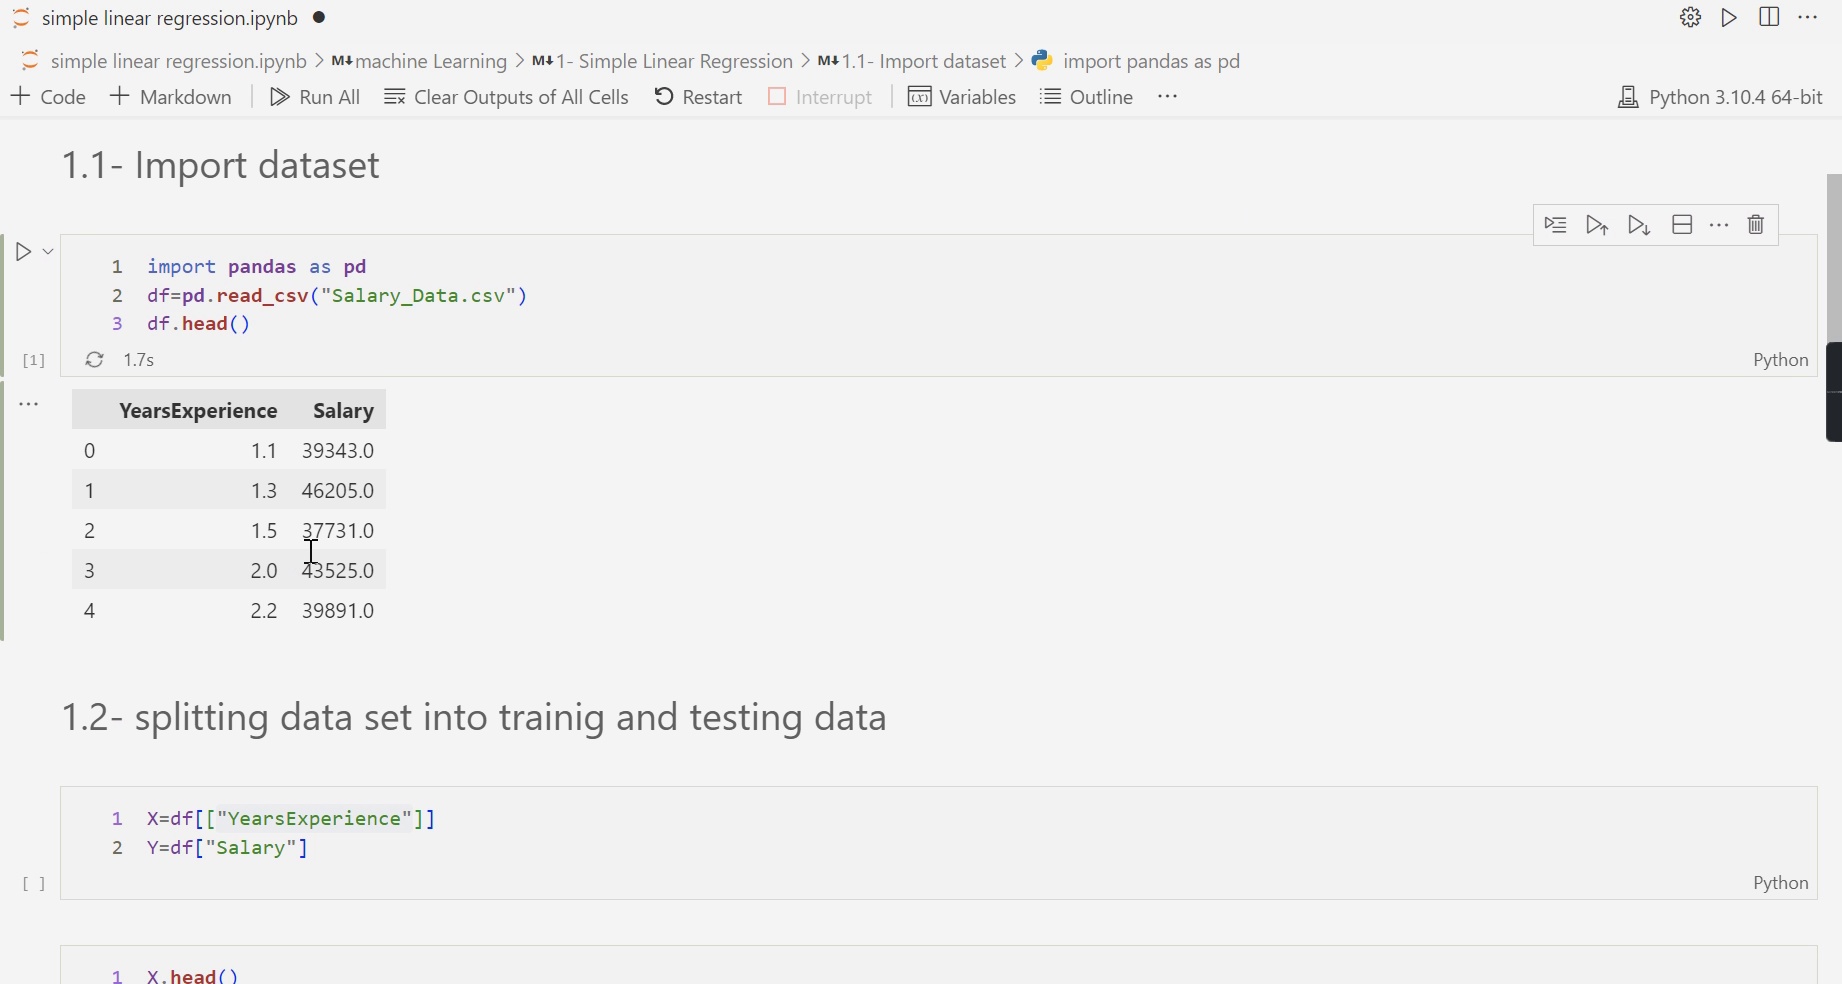 simple linear regression.ipynb
simple linear regression.ipynb > M↓ machine Learning > M↓ 1- Simple Linear Regression > M↓ 1.1- Import dataset > import pandas as pd
+ Code + Markdown Run All Clear Outputs of All Cells Restart Interrupt Variables Outline ... Python 3.10.4 64-bit
1.1- Import dataset
1 import pandas as pd
2 df=pd.read_csv("Salary_Data.csv")
3 df.head()
[1] 1.7s Python
YearsExperience Salary
0 1.1 39343.0
1 1.3 46205.0
2 1.5 37731.0
3 2.0 43525.0
4 2.2 39891.0
1.2- splitting data set into trainig and testing data
1 X=df[["YearsExperience"]]
2 Y=df["Salary"]
[ ] Python
1 X.head()